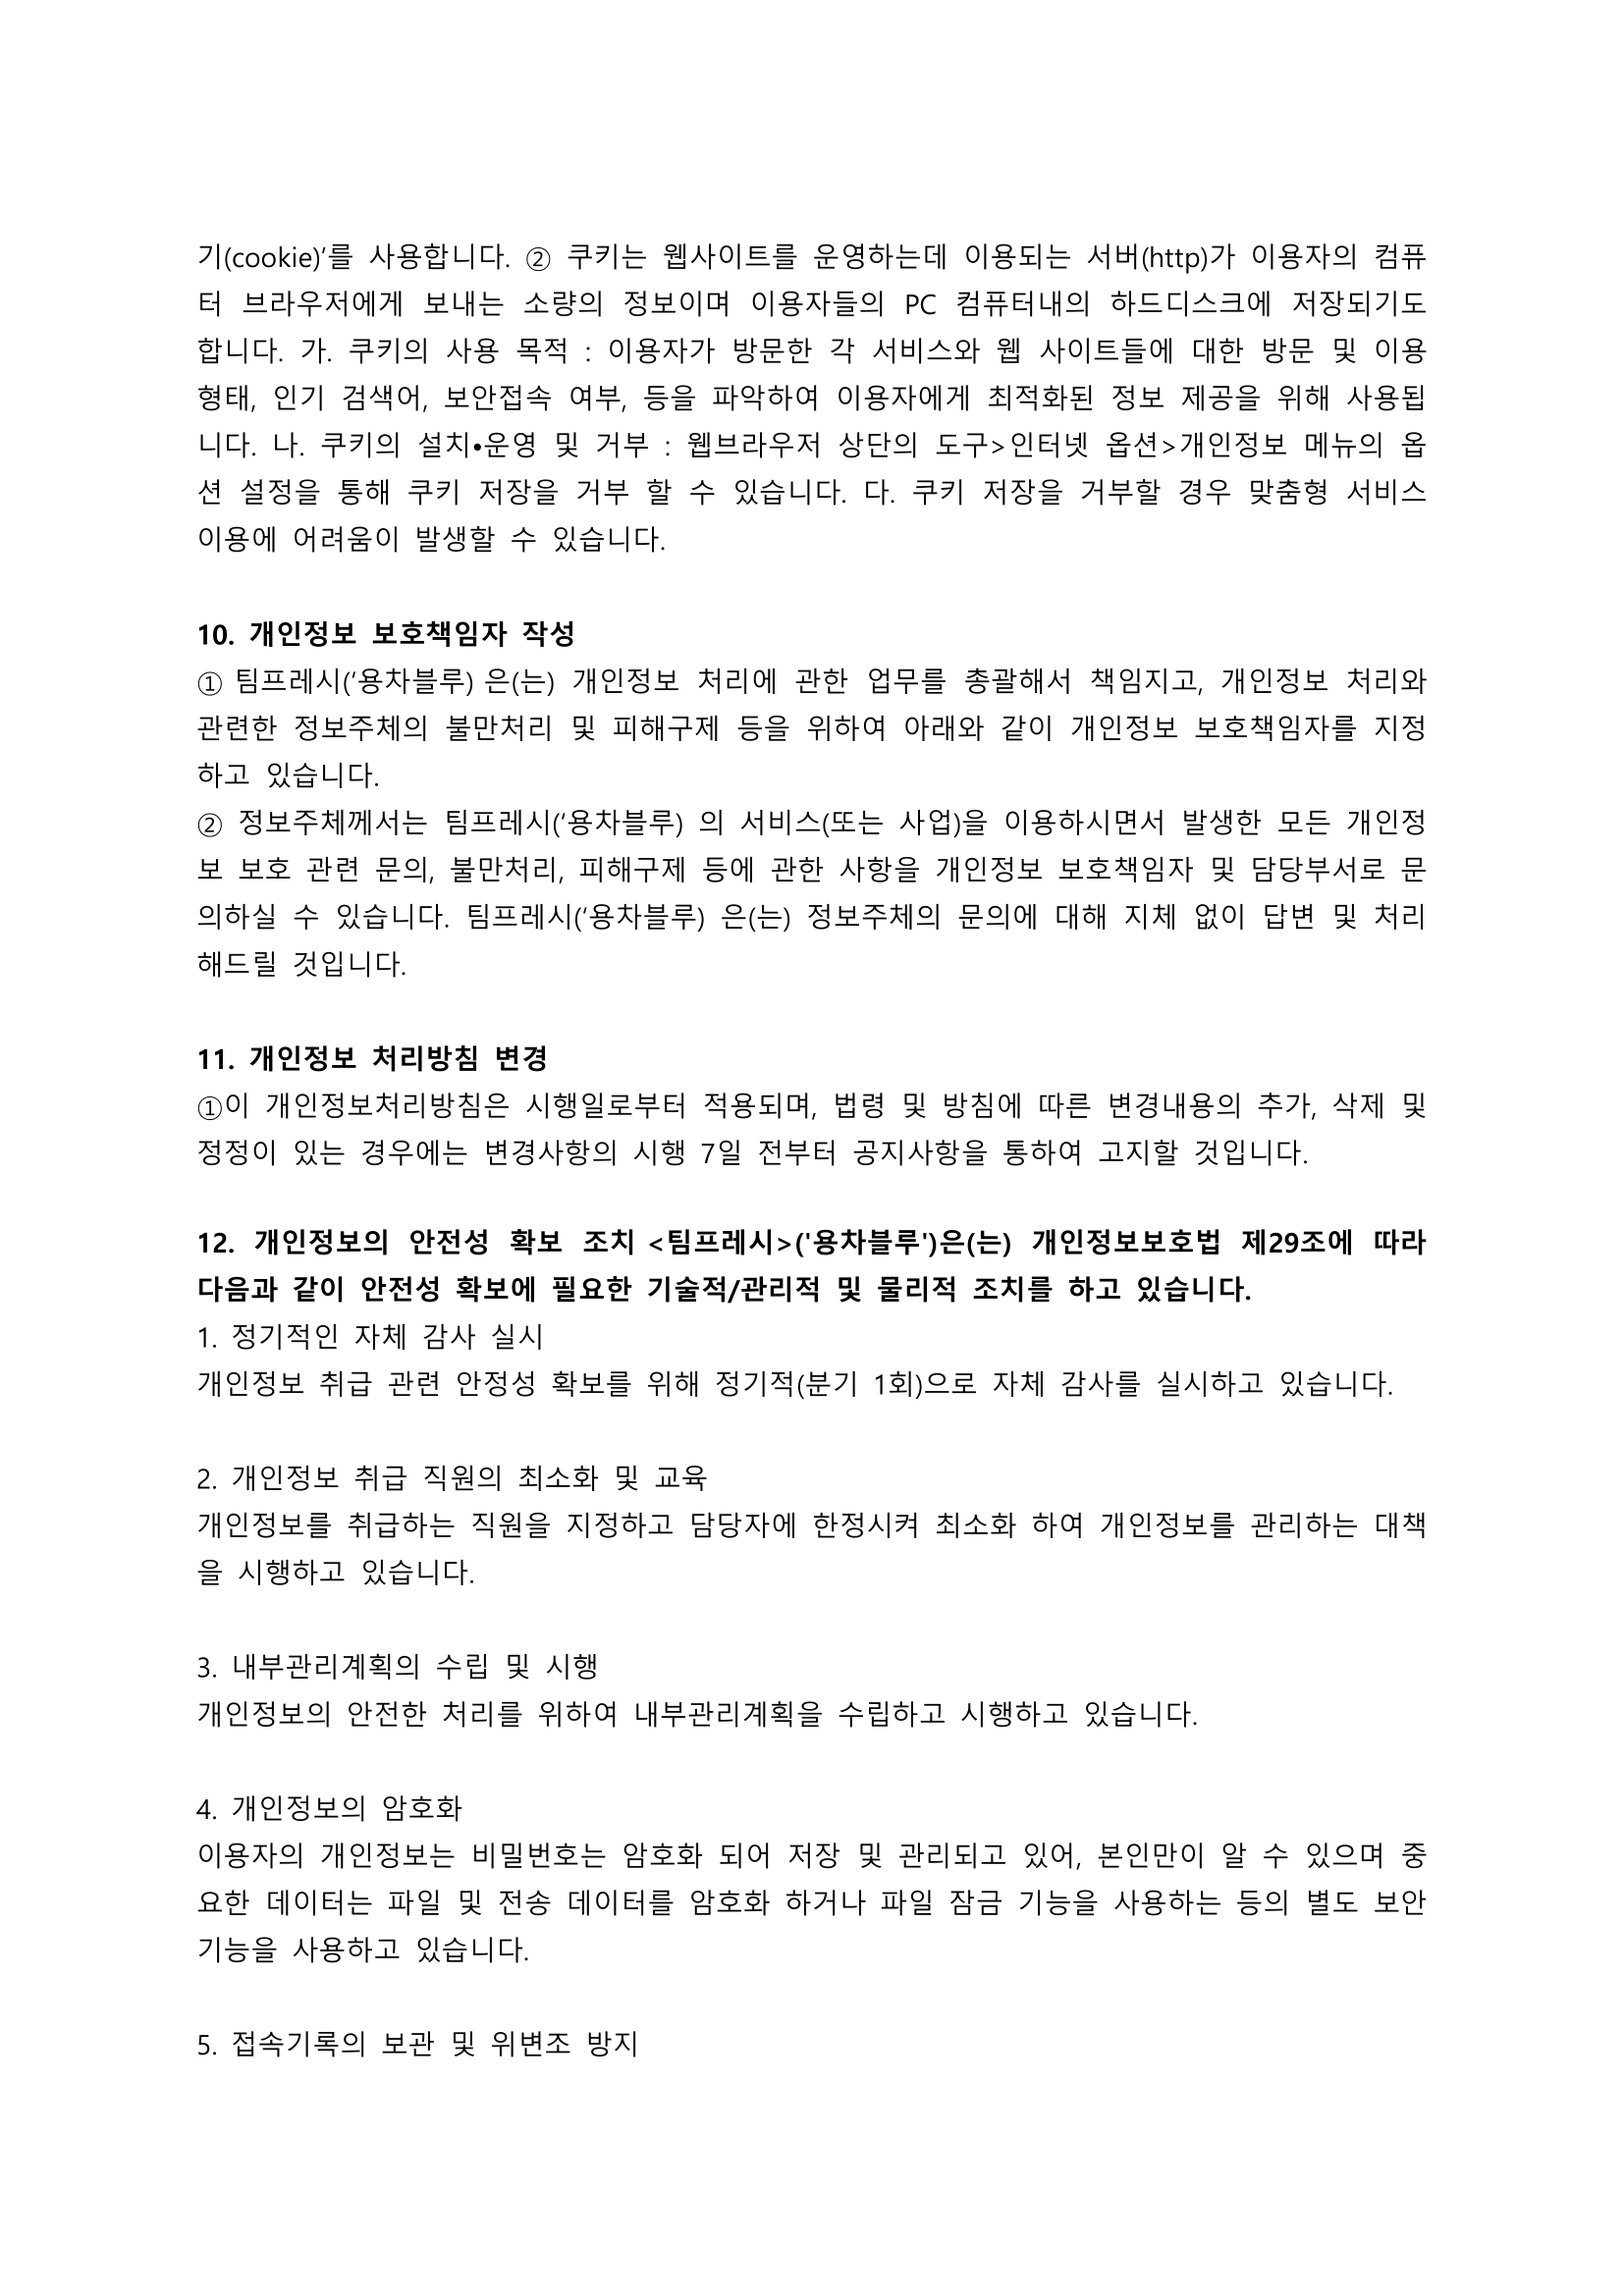 기(cookie)’를 사용합니다. ② 쿠키는 웹사이트를 운영하는데 이용되는 서버(http)가 이용자의 컴퓨
터 브라우저에게 보내는 소량의 정보이며 이용자들의 PC 컴퓨터내의 하드디스크에 저장되기도
합니다. 가. 쿠키의 사용 목적 : 이용자가 방문한 각 서비스와 웹 사이트들에 대한 방문 및 이용
형태, 인기 검색어, 보안접속 여부, 등을 파악하여 이용자에게 최적화된 정보 제공을 위해 사용됩
니다. 나. 쿠키의 설치•운영 및 거부 : 웹브라우저 상단의 도구>인터넷 옵션>개인정보 메뉴의 옵
션 설정을 통해 쿠키 저장을 거부 할 수 있습니다. 다. 쿠키 저장을 거부할 경우 맞춤형 서비스
이용에 어려움이 발생할 수 있습니다.
10. 개인정보 보호책임자 작성
① 팀프레시(‘용차블루) 은(는) 개인정보 처리에 관한 업무를 총괄해서 책임지고, 개인정보 처리와
관련한 정보주체의 불만처리 및 피해구제 등을 위하여 아래와 같이 개인정보 보호책임자를 지정
하고 있습니다.
② 정보주체께서는 팀프레시(‘용차블루) 의 서비스(또는 사업)을 이용하시면서 발생한 모든 개인정
보 보호 관련 문의, 불만처리, 피해구제 등에 관한 사항을 개인정보 보호책임자 및 담당부서로 문
의하실 수 있습니다. 팀프레시(‘용차블루) 은(는) 정보주체의 문의에 대해 지체 없이 답변 및 처리
해드릴 것입니다.
11. 개인정보 처리방침 변경
①이 개인정보처리방침은 시행일로부터 적용되며, 법령 및 방침에 따른 변경내용의 추가, 삭제 및
정정이 있는 경우에는 변경사항의 시행 7일 전부터 공지사항을 통하여 고지할 것입니다.
12. 개인정보의 안전성 확보 조치 <팀프레시>('용차블루')은(는) 개인정보보호법 제29조에 따라
다음과 같이 안전성 확보에 필요한 기술적/관리적 및 물리적 조치를 하고 있습니다.
1. 정기적인 자체 감사 실시
개인정보 취급 관련 안정성 확보를 위해 정기적(분기 1회)으로 자체 감사를 실시하고 있습니다.
2. 개인정보 취급 직원의 최소화 및 교육
개인정보를 취급하는 직원을 지정하고 담당자에 한정시켜 최소화 하여 개인정보를 관리하는 대책
을 시행하고 있습니다.
3. 내부관리계획의 수립 및 시행
개인정보의 안전한 처리를 위하여 내부관리계획을 수립하고 시행하고 있습니다.
4. 개인정보의 암호화
이용자의 개인정보는 비밀번호는 암호화 되어 저장 및 관리되고 있어, 본인만이 알 수 있으며 중
요한 데이터는 파일 및 전송 데이터를 암호화 하거나 파일 잠금 기능을 사용하는 등의 별도 보안
기능을 사용하고 있습니다.
5. 접속기록의 보관 및 위변조 방지